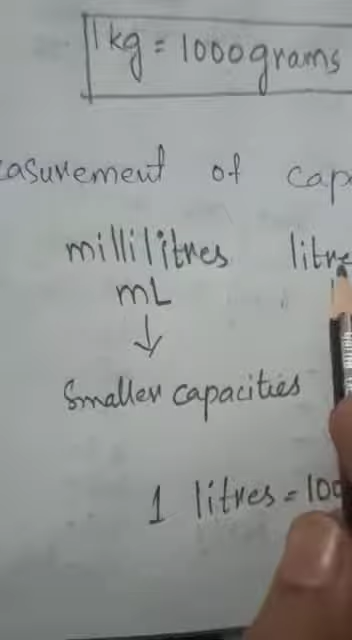 1kg = 1000grams
easurement of cap
millilitres litre
mL
↓
Smaller capacities
1 litres = 100